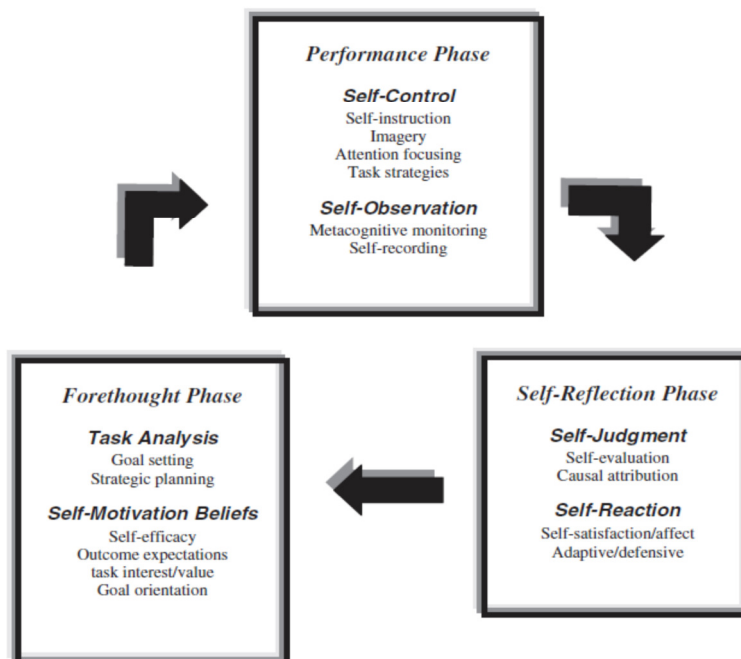 Performance Phase
Self-Control
Self-instruction
Imagery
Attention focusing
Task strategies
Self-Observation
Metacognitive monitoring
Self-recording
Forethought Phase
Task Analysis
Goal setting
Strategic planning
Self-Motivation Beliefs
Self-efficacy
Outcome expectations
task interest/value
Goal orientation
Self-Reflection Phase
Self-Judgment
Self-evaluation
Causal attribution
Self-Reaction
Self-satisfaction/affect
Adaptive/defensive